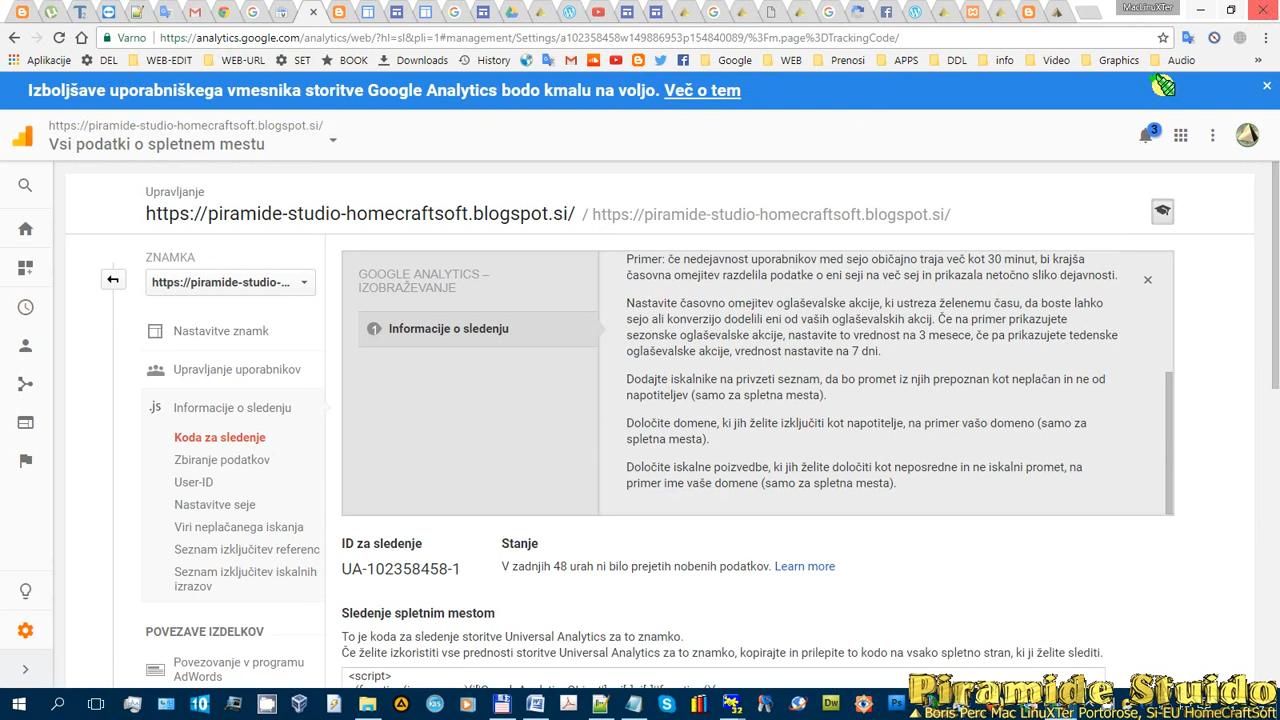 MacLinuXTer
Varno
https://analytics.google.com/analytics/web/?hl=sl&pli=1#management/Settings/a102358458w149886953p154840089/%3Fm.page%3DTrackingCode/
Aplikacije DEL WEB-EDIT WEB-URL SET BOOK Downloads History Google WEB Prenosi APPS DDL info Video Graphics Audio
Izboljšave uporabniškega vmesnika storitve Google Analytics bodo kmalu na voljo. Več o tem
https://piramide-studio-homecraftsoft.blogspot.si/
Vsi podatki o spletnem mestu
3
Upravljanje
https://piramide-studio-homecraftsoft.blogspot.si/ / https://piramide-studio-homecraftsoft.blogspot.si/
ZNAMKA
https://piramide-studio-...
Nastavitve znamk
Upravljanje uporabnikov
.js Informacije o sledenju
Koda za sledenje
Zbiranje podatkov
User-ID
Nastavitve seje
Viri neplačanega iskanja
Seznam izključitev referenc
Seznam izključitev iskalnih
izrazov
POVEZAVE IZDELKOV
Povezovanje v programu
AdWords
GOOGLE ANALYTICS –
IZOBRAŽEVANJE
1 Informacije o sledenju
Primer: če nedejavnost uporabnikov med sejo običajno traja več kot 30 minut, bi krajša
časovna omejitev razdelila podatke o eni seji na več sej in prikazala netočno sliko dejavnosti.
Nastavite časovno omejitev oglaševalske akcije, ki ustreza želenemu času, da boste lahko
sejo ali konverzijo dodelili eni od vaših oglaševalskih akcij. Če na primer prikazujete
sezonske oglaševalske akcije, nastavite to vrednost na 3 mesece, če pa prikazujete tedenske
oglaševalske akcije, vrednost nastavite na 7 dni.
Dodajte iskalnike na privzeti seznam, da bo promet iz njih prepoznan kot neplačan in ne od
napotiteljev (samo za spletna mesta).
Določite domene, ki jih želite izključiti kot napotitelje, na primer vašo domeno (samo za
spletna mesta).
Določite iskalne poizvedbe, ki jih želite določiti kot neposredne in ne iskalni promet, na
primer ime vaše domene (samo za spletna mesta).
ID za sledenje
UA-102358458-1
Stanje
V zadnjih 48 urah ni bilo prejetih nobenih podatkov. Learn more
Sledenje spletnim mestom
To je koda za sledenje storitve Universal Analytics za to znamko.
Če želite izkoristiti vse prednosti storitve Universal Analytics za to znamko, kopirajte in prilepite to kodo na vsako spletno stran, ki ji želite slediti.
<script>
Piramide Stuido
▲ Boris Perc Mac LinuXTer Portorose, Si-EU HomeCraftSoft